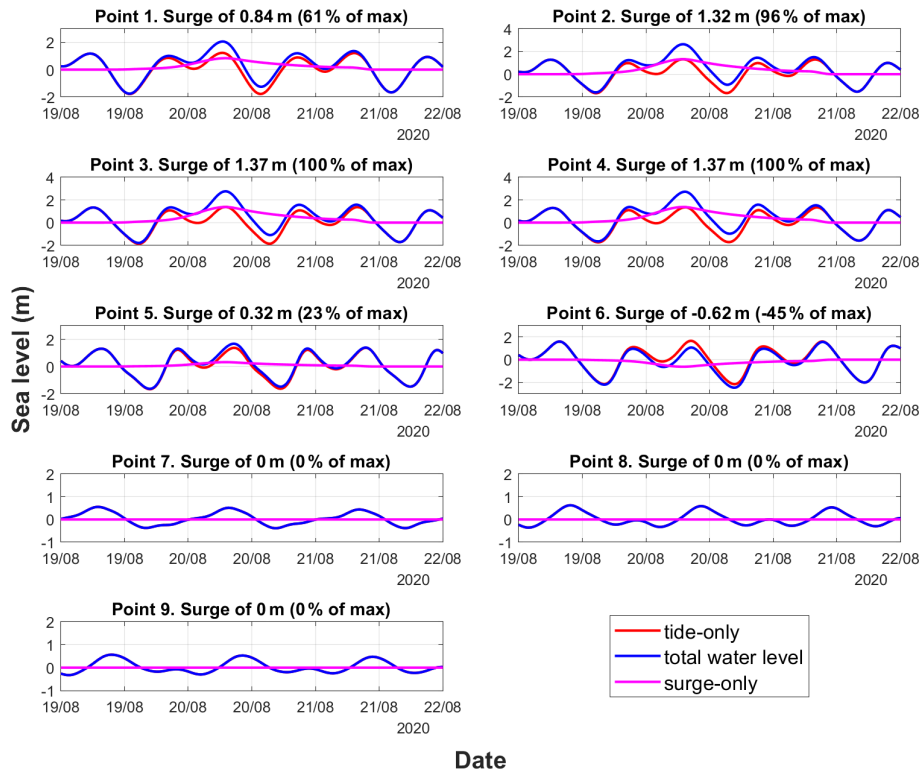 Point 1. Surge of 0.84 m (61 % of max)
2
0
-2
19/08 19/08 20/08 20/08 21/08 21/08 22/08
2020
Point 2. Surge of 1.32 m (96 % of max)
4
2
0
-2
19/08 19/08 20/08 20/08 21/08 21/08 22/08
2020
Point 3. Surge of 1.37 m (100 % of max)
4
2
0
-2
19/08 19/08 20/08 20/08 21/08 21/08 22/08
2020
Point 4. Surge of 1.37 m (100 % of max)
4
2
0
-2
19/08 19/08 20/08 20/08 21/08 21/08 22/08
2020
Sea level (m)
Point 5. Surge of 0.32 m (23 % of max)
2
0
-2
19/08 19/08 20/08 20/08 21/08 21/08 22/08
2020
Point 6. Surge of -0.62 m (-45 % of max)
2
0
-2
19/08 19/08 20/08 20/08 21/08 21/08 22/08
2020
Point 7. Surge of 0 m (0 % of max)
2
1
0
-1
19/08 19/08 20/08 20/08 21/08 21/08 22/08
2020
Point 8. Surge of 0 m (0 % of max)
2
1
0
-1
19/08 19/08 20/08 20/08 21/08 21/08 22/08
2020
Point 9. Surge of 0 m (0 % of max)
2
1
0
-1
19/08 19/08 20/08 20/08 21/08 21/08 22/08
2020
tide-only
total water level
surge-only
Date